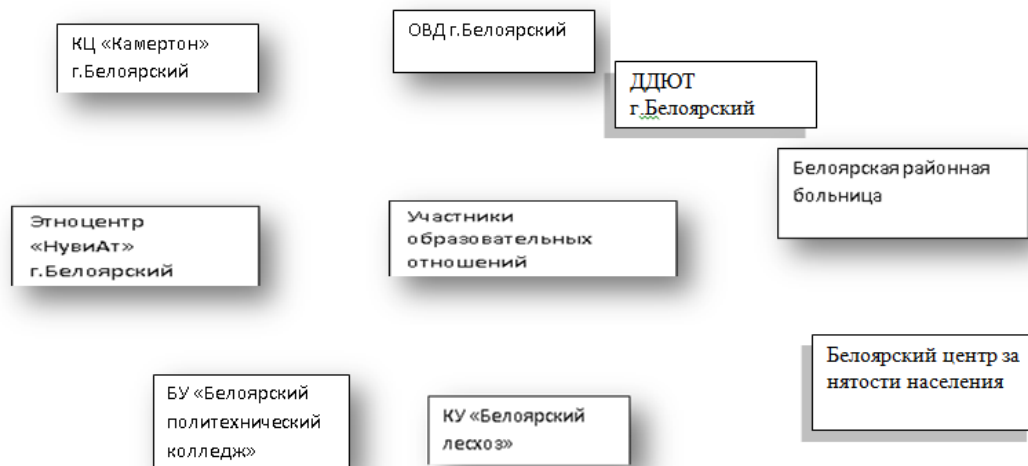 КЦ «Камертон»
г.Белоярский
ОВД г.Белоярский
ДДЮТ
г.Белоярский
Белоярская районная
больница
Этноцентр
«НувиАт»
г.Белоярский
Участники
образовательных
отношений
Белоярский центр за
нятости населения
БУ «Белоярский
политехнический
колледж»
КУ «Белоярский
лесхоз»